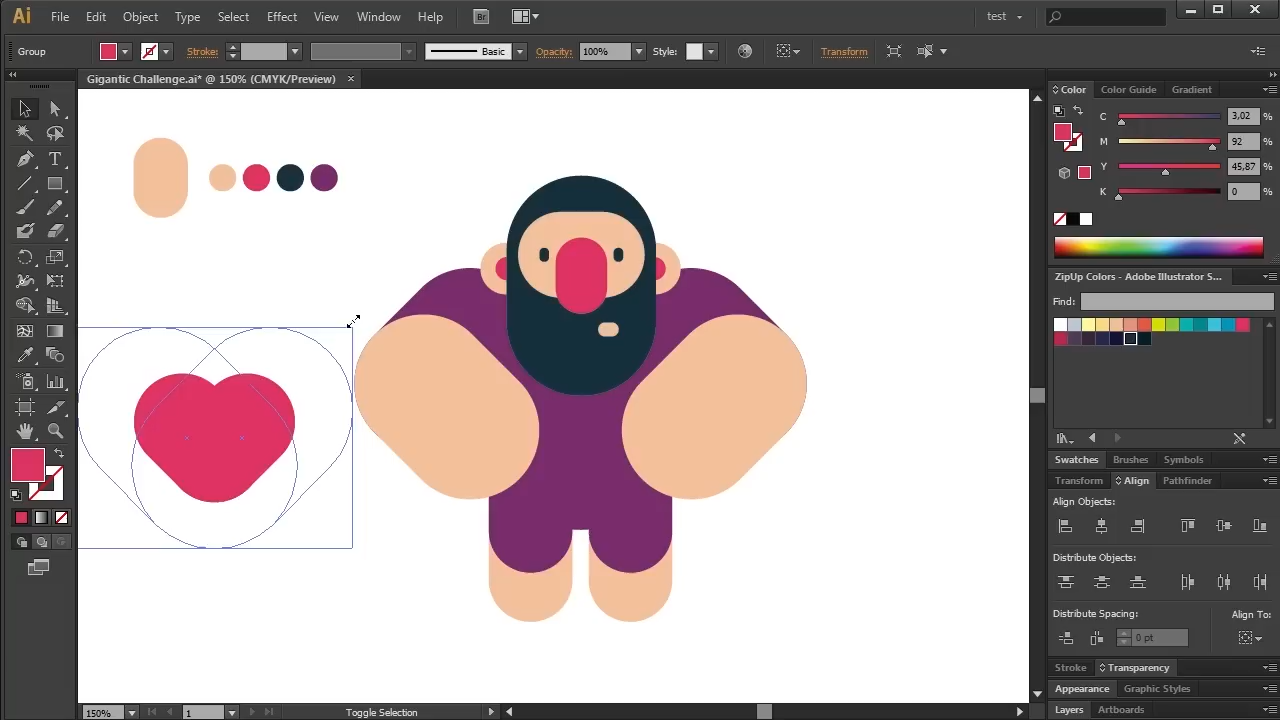 Ai File Edit Object Type Select Effect View Window Help Br test
Group Stroke: Basic Opacity: 100% Style: Transform
Gigantic Challenge.ai* @ 150% (CMYK/Preview)
Color Color Guide Gradient
C 3,02 %
M 92 %
Y 45,87 %
K 0 %
ZipUp Colors - Adobe Illustrator S...
Find:
Swatches Brushes Symbols
Transform Align Pathfinder
Align Objects:
Distribute Objects:
Distribute Spacing: Align To:
0 pt
Stroke Transparency
Appearance Graphic Styles
Layers Artboards
150% 1 Toggle Selection